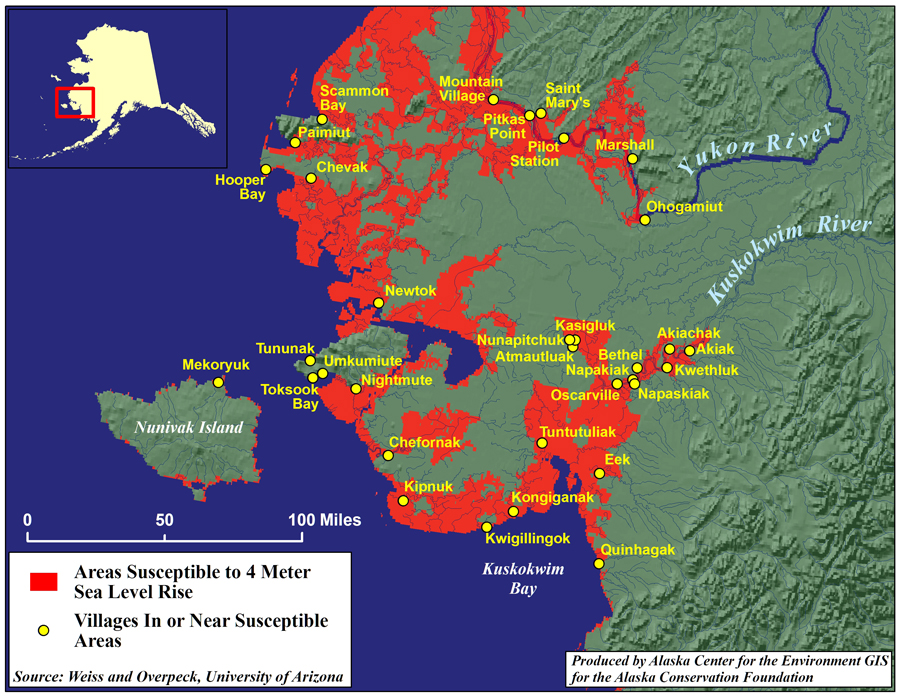 Mountain
Village
Saint
Mary's
Scammon
Bay
Pitkas
Point
Paimiut
Pilot
Station
Marshall
Yukon River
Chevak
Hooper
Bay
Ohogamiut
Kuskokwim River
Newtok
Kasigluk
Nunapitchuk
Akiachak
Tununak
Atmautluak
Akiak
Umkumiute
Bethel
Mekoryuk
Napakiak
Kwethluk
Nightmute
Toksook
Bay
Oscarville
Napaskiak
Nunivak Island
Tuntutuliak
Chefornak
Eek
Kipnuk
Kongiganak
0 50 100 Miles
Kwigillingok
Quinhagak
Kuskokwim
Bay
Areas Susceptible to 4 Meter
Sea Level Rise
Villages In or Near Susceptible
Areas
Source: Weiss and Overpeck, University of Arizona
Produced by Alaska Center for the Environment GIS
for the Alaska Conservation Foundation